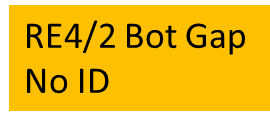 RE4/2 Bot Gap
No ID